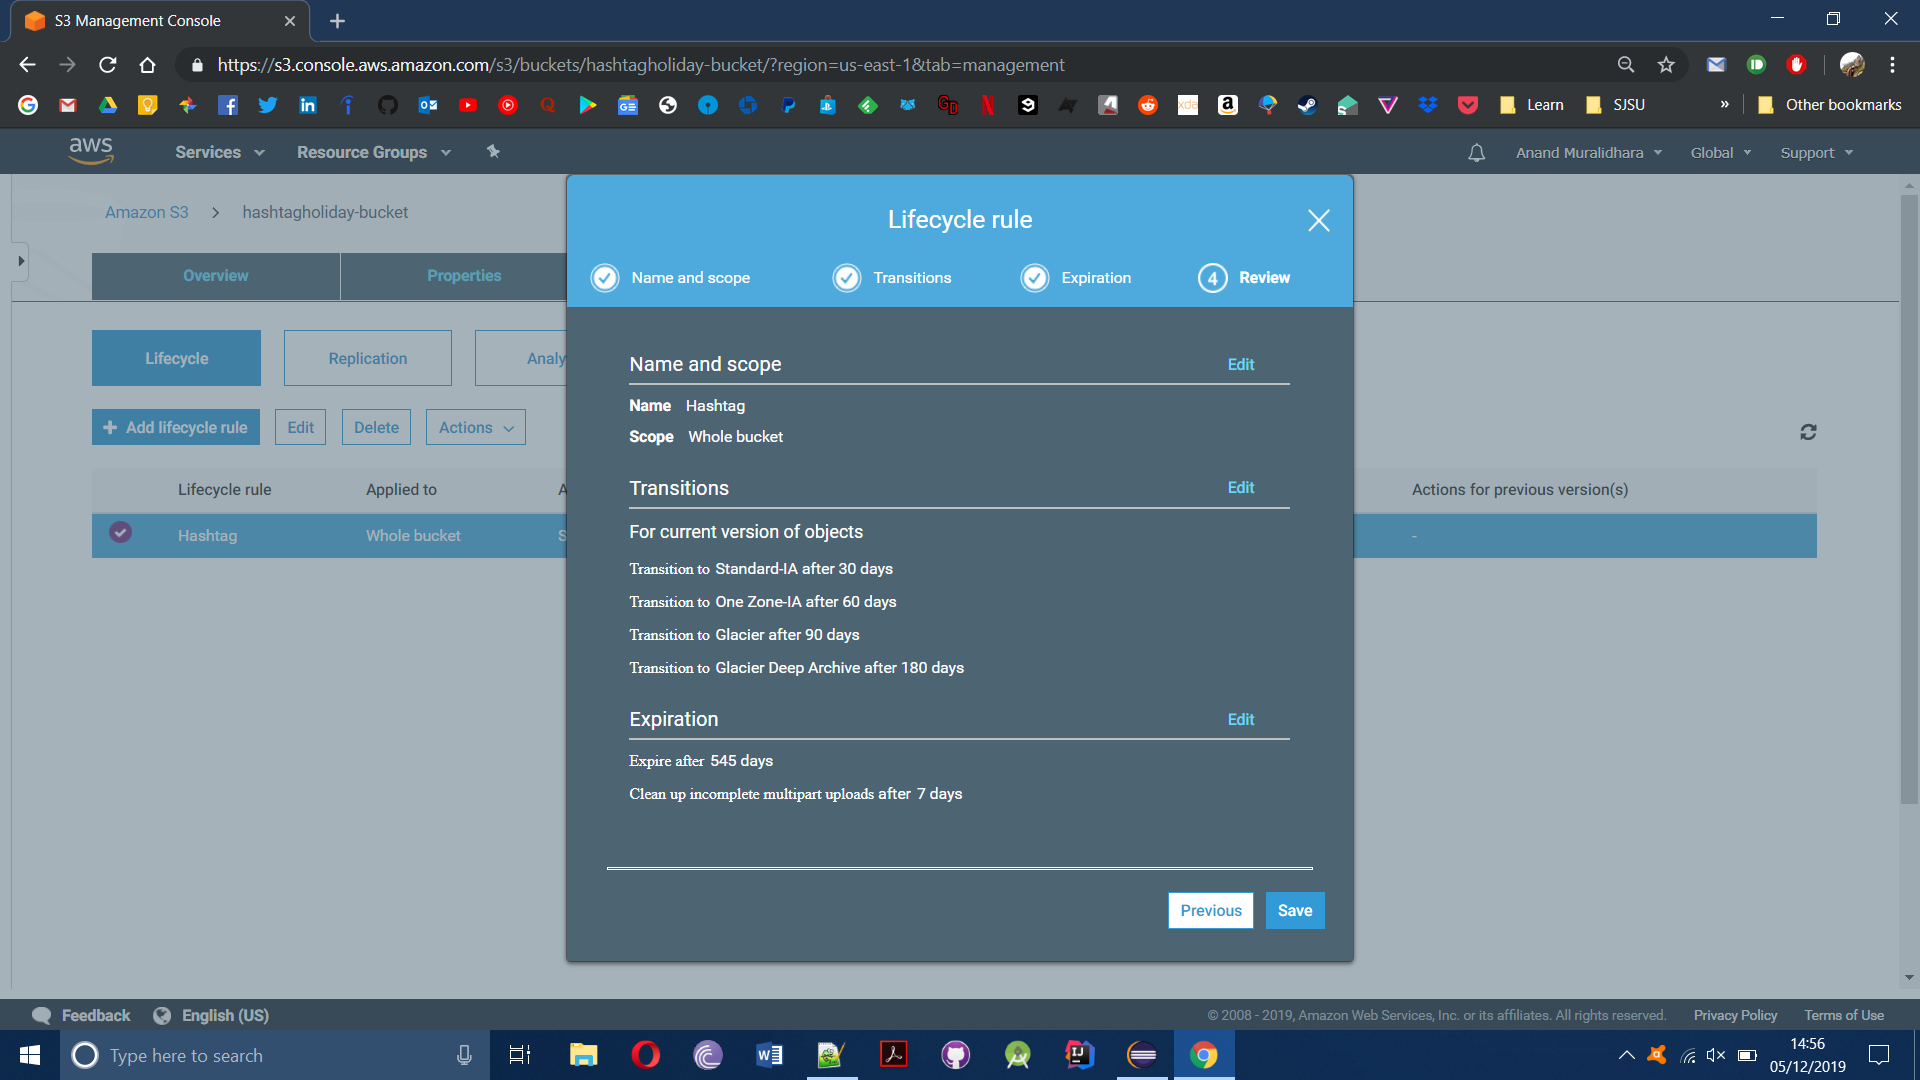 S3 Management Console
https://s3.console.aws.amazon.com/s3/buckets/hashtagholiday-bucket/?region=us-east-1&tab=management
Learn
SJSU
»
Other bookmarks
aws
Services
Resource Groups
Anand Muralidhara
Global
Support
Amazon S3 > hashtagholiday-bucket
Overview
Properties
Lifecycle
Replication
Analy
+ Add lifecycle rule
Edit
Delete
Actions
Lifecycle rule
Applied to
A
Actions for previous version(s)
Hashtag
Whole bucket
S
-
Lifecycle rule
Name and scope
Transitions
Expiration
4 Review
Name and scope
Edit
Name Hashtag
Scope Whole bucket
Transitions
Edit
For current version of objects
Transition to Standard-IA after 30 days
Transition to One Zone-IA after 60 days
Transition to Glacier after 90 days
Transition to Glacier Deep Archive after 180 days
Expiration
Edit
Expire after 545 days
Clean up incomplete multipart uploads after 7 days
Previous
Save
Feedback
English (US)
© 2008 - 2019, Amazon Web Services, Inc. or its affiliates. All rights reserved.
Privacy Policy
Terms of Use
Type here to search
14:56
05/12/2019